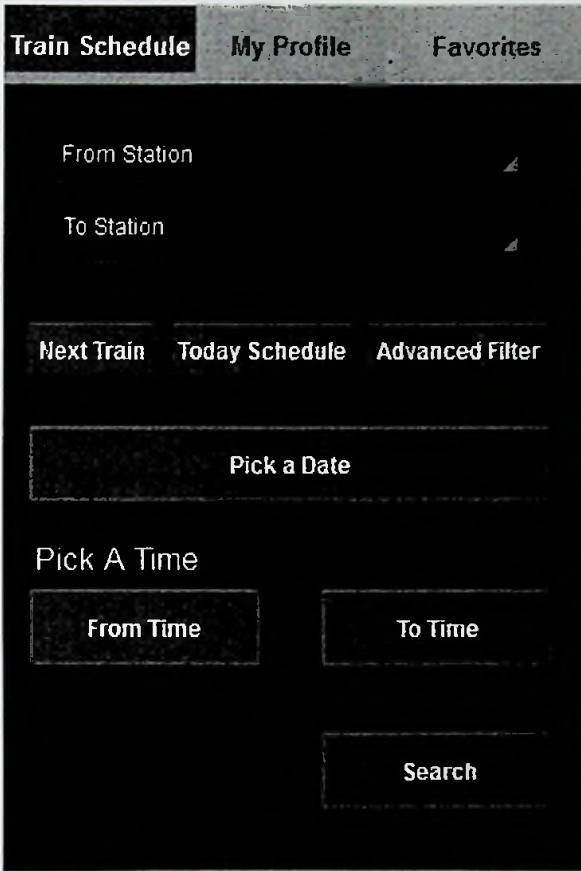 Train Schedule My Profile Favorites
From Station
To Station
Next Train Today Schedule Advanced Filter
Pick a Date
Pick A Time
From Time To Time
Search